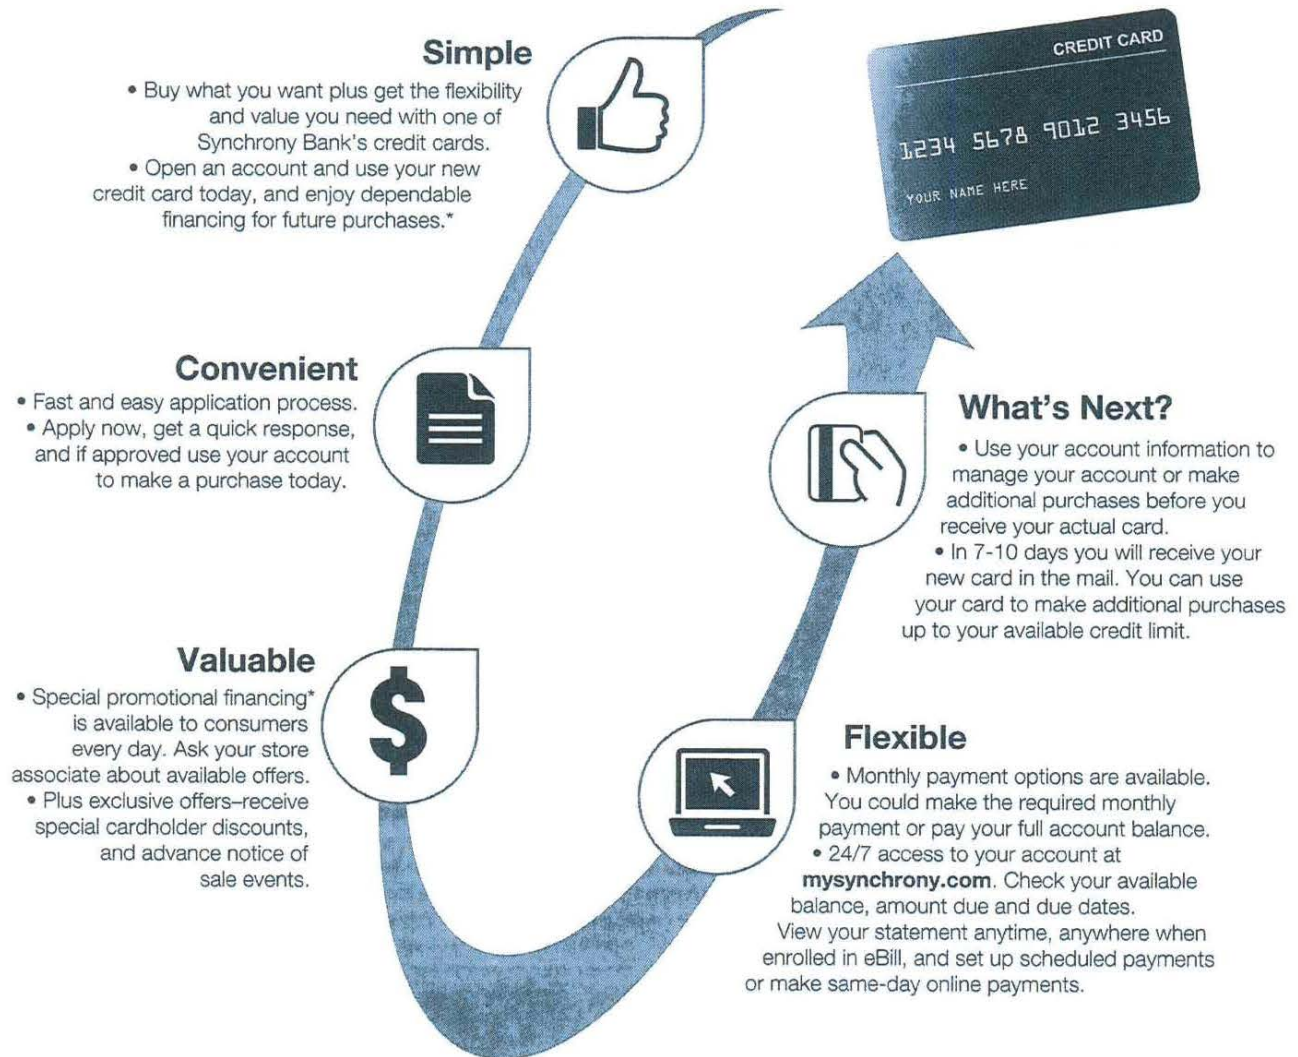 Simple
• Buy what you want plus get the flexibility
and value you need with one of
Synchrony Bank's credit cards.
• Open an account and use your new
credit card today, and enjoy dependable
financing for future purchases.*
CREDIT CARD
1234 5678 9012 3456
YOUR NAME HERE
Convenient
• Fast and easy application process.
• Apply now, get a quick response,
and if approved use your account
to make a purchase today.
Valuable
• Special promotional financing*
is available to consumers
every day. Ask your store
associate about available offers.
• Plus exclusive offers–receive
special cardholder discounts,
and advance notice of
sale events.
$
Flexible
• Monthly payment options are available.
You could make the required monthly
payment or pay your full account balance.
• 24/7 access to your account at
mysynchrony.com. Check your available
balance, amount due and due dates.
View your statement anytime, anywhere when
enrolled in eBill, and set up scheduled payments
or make same-day online payments.
What's Next?
• Use your account information to
manage your account or make
additional purchases before you
receive your actual card.
• In 7-10 days you will receive your
new card in the mail. You can use
your card to make additional purchases
up to your available credit limit.